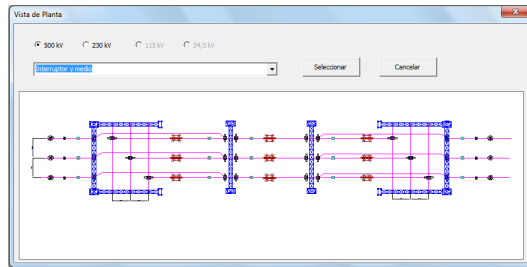 Vista de Planta
500 kV 230 kV 115 kV 34,5 kV
Interruptor y medio Seleccionar Cancelar